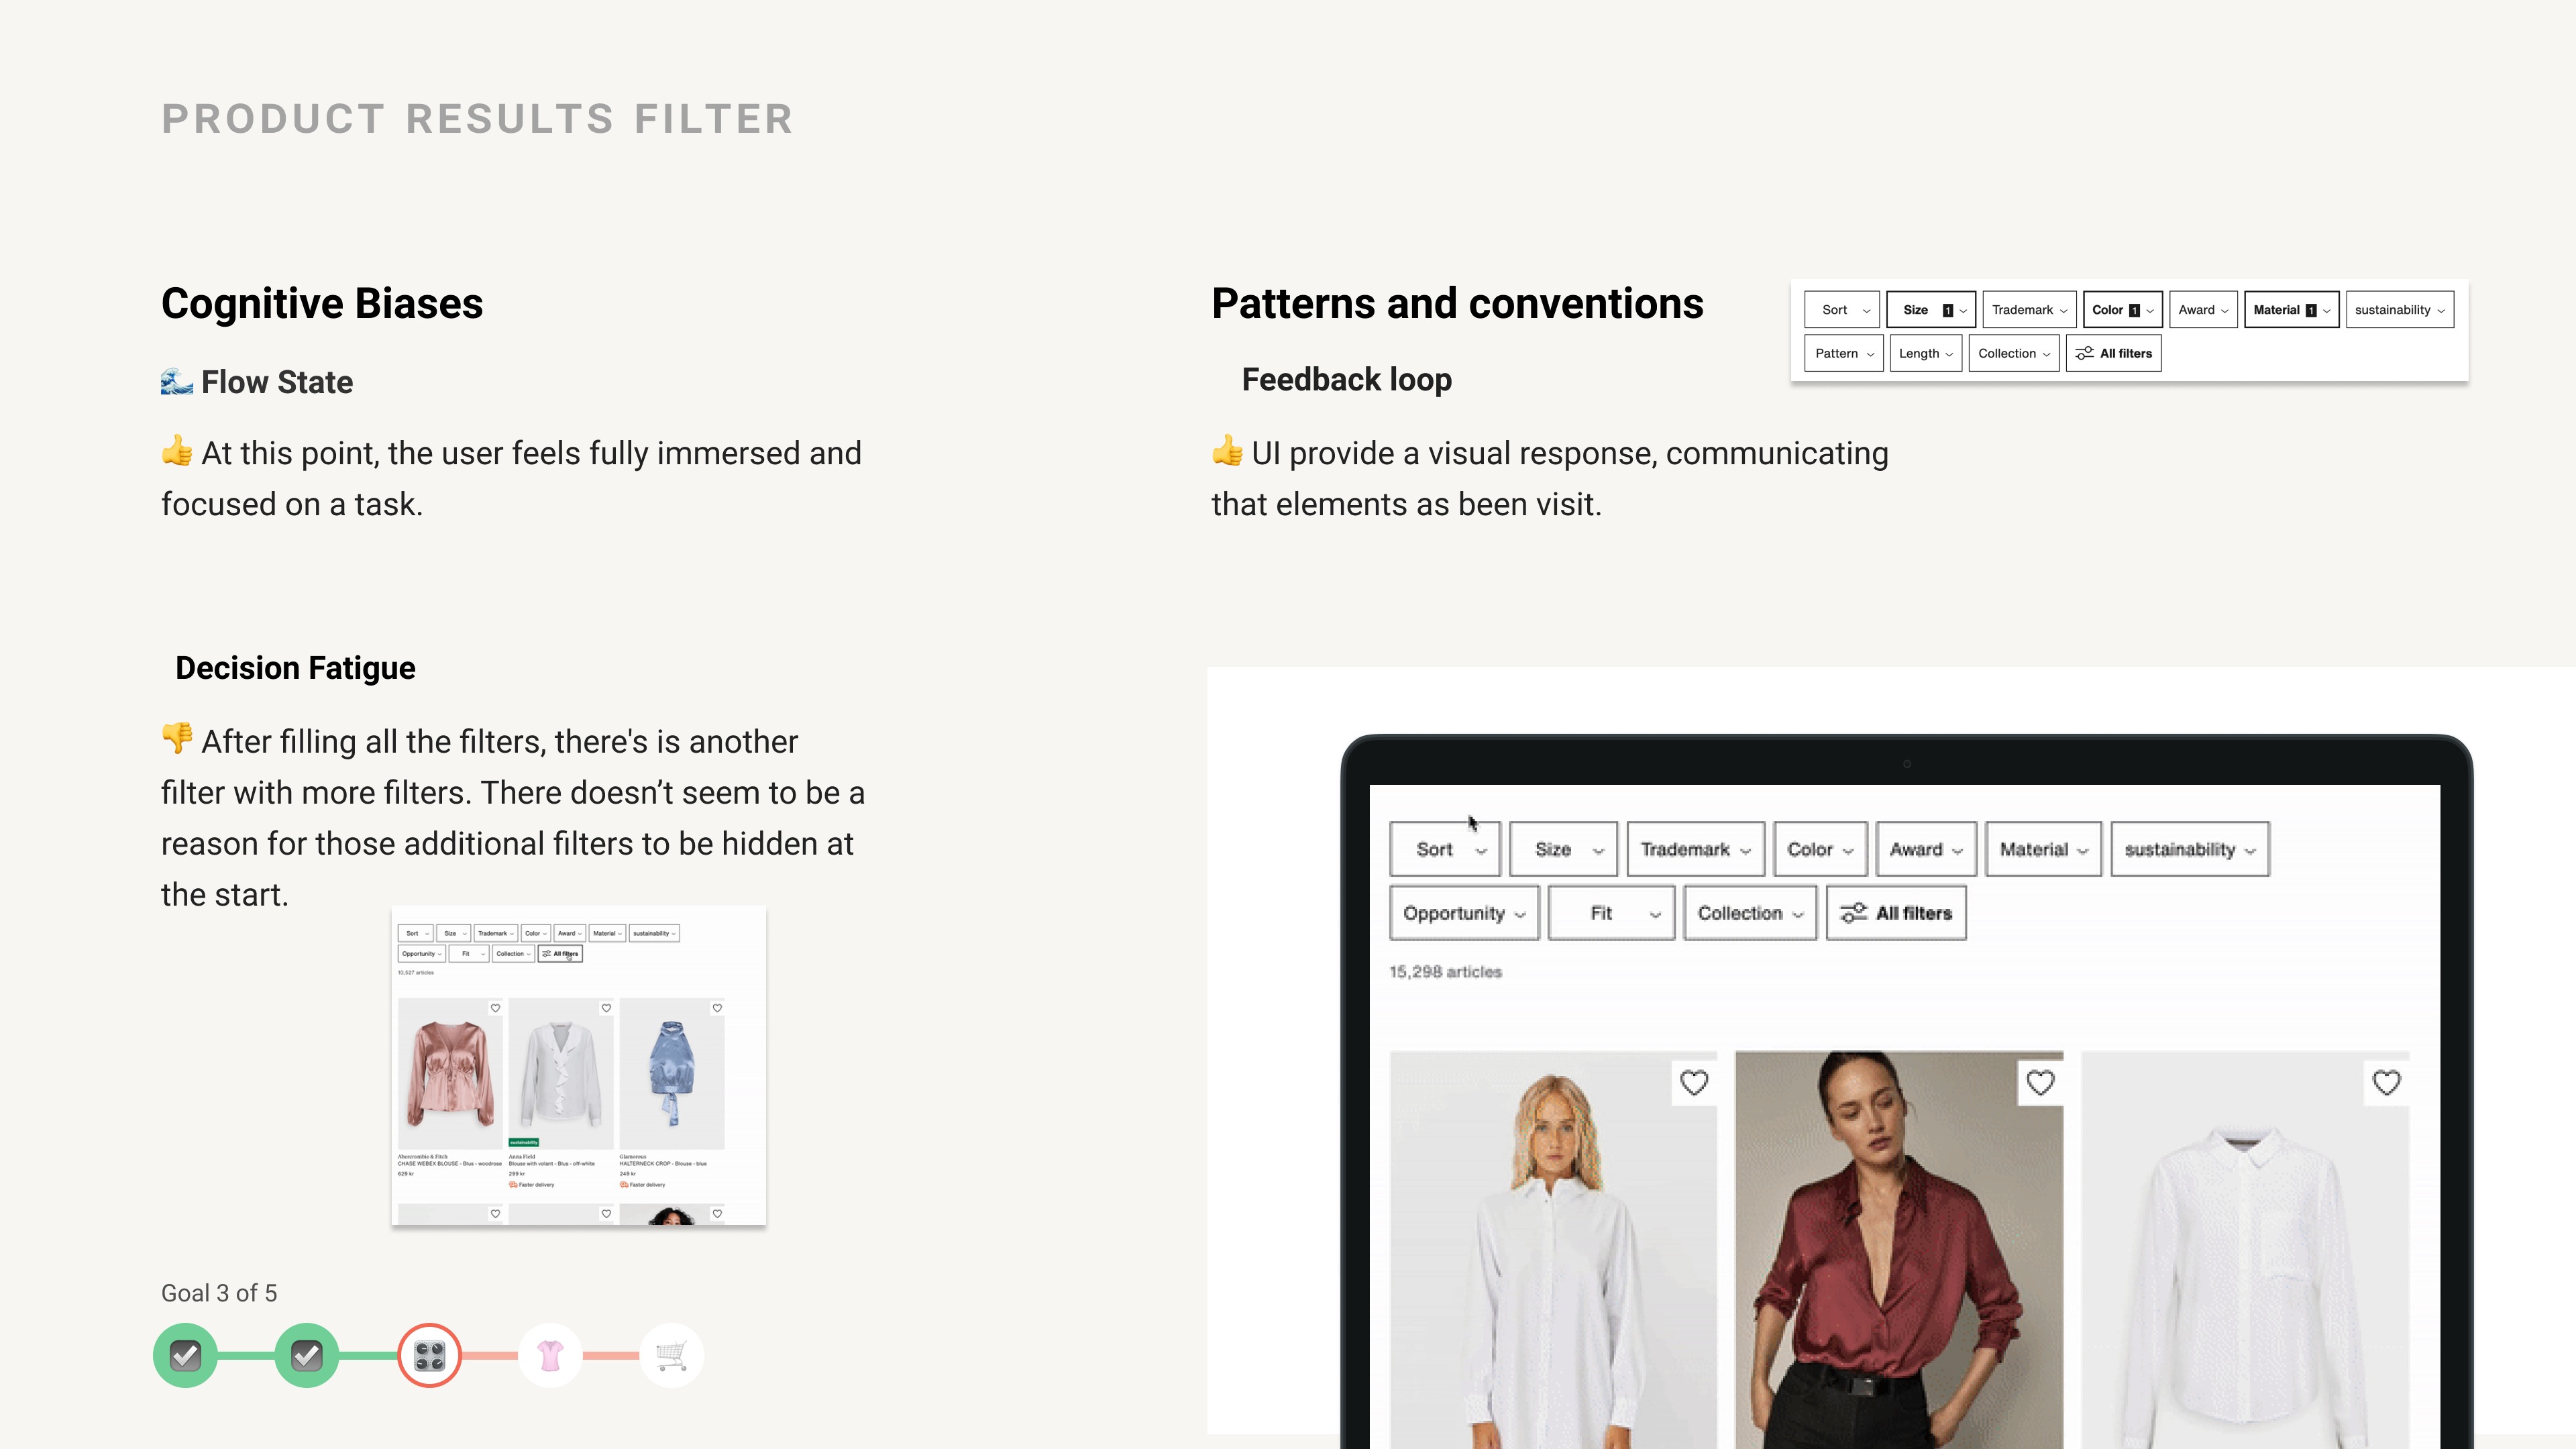 PRODUCT RESULTS FILTER
Cognitive Biases
Flow State
At this point, the user feels fully immersed and
focused on a task.
Decision Fatigue
After filling all the filters, there's is another
filter with more filters. There doesn’t seem to be a
reason for those additional filters to be hidden at
the start.
Sort Size Trademark Color Award Material sustainability
Opportunity Fit Collection All filters
10,527 articles
sustainability
Abercrombie & Fitch Anna Field Glamorous
CHASE WEBEX BLOUSE - Blus - woodrose Blouse with volant - Blus - off-white HALTERNECK CROP - Blouse - blue
629 kr 299 kr 249 kr
Faster delivery Faster delivery
Goal 3 of 5
Patterns and conventions
Feedback loop
UI provide a visual response, communicating
that elements as been visit.
Sort Size 1 Trademark Color 1 Award Material 1 sustainability
Pattern Length Collection All filters
Sort Size Trademark Color Award Material sustainability
Opportunity Fit Collection All filters
15,298 articles